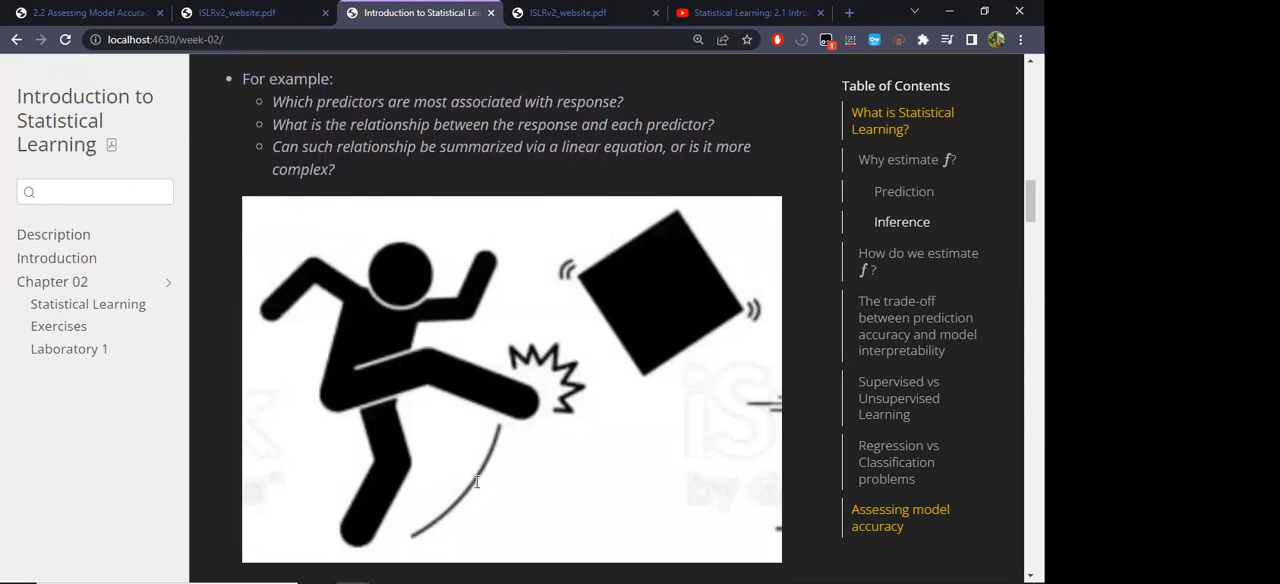 2.2 Assessing Model Accurac
ISLRv2_website.pdf
Introduction to Statistical Le
ISLRv2_website.pdf
Statistical Learning: 2.1 Intro
localhost:4630/week-02/
1
Introduction to
Statistical
Learning
Description
Introduction
Chapter 02
Statistical Learning
Exercises
Laboratory 1
For example:
Which predictors are most associated with response?
What is the relationship between the response and each predictor?
Can such relationship be summarized via a linear equation, or is it more
complex?
iS
by G
Table of Contents
What is Statistical
Learning?
Why estimate f?
Prediction
Inference
How do we estimate
f ?
The trade-off
between prediction
accuracy and model
interpretability
Supervised vs
Unsupervised
Learning
Regression vs
Classification
problems
Assessing model
accuracy